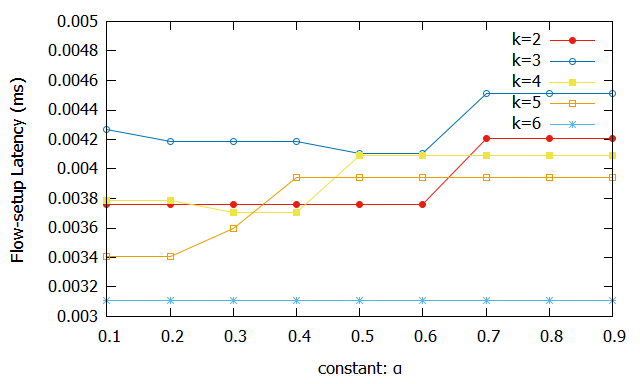 0.005
0.0048
0.0046
0.0044
0.0042
0.004
0.0038
0.0036
0.0034
0.0032
0.003
Flow-setup Latency (ms)
k=2
k=3
k=4
k=5
k=6
0.1 0.2 0.3 0.4 0.5 0.6 0.7 0.8 0.9
constant: α